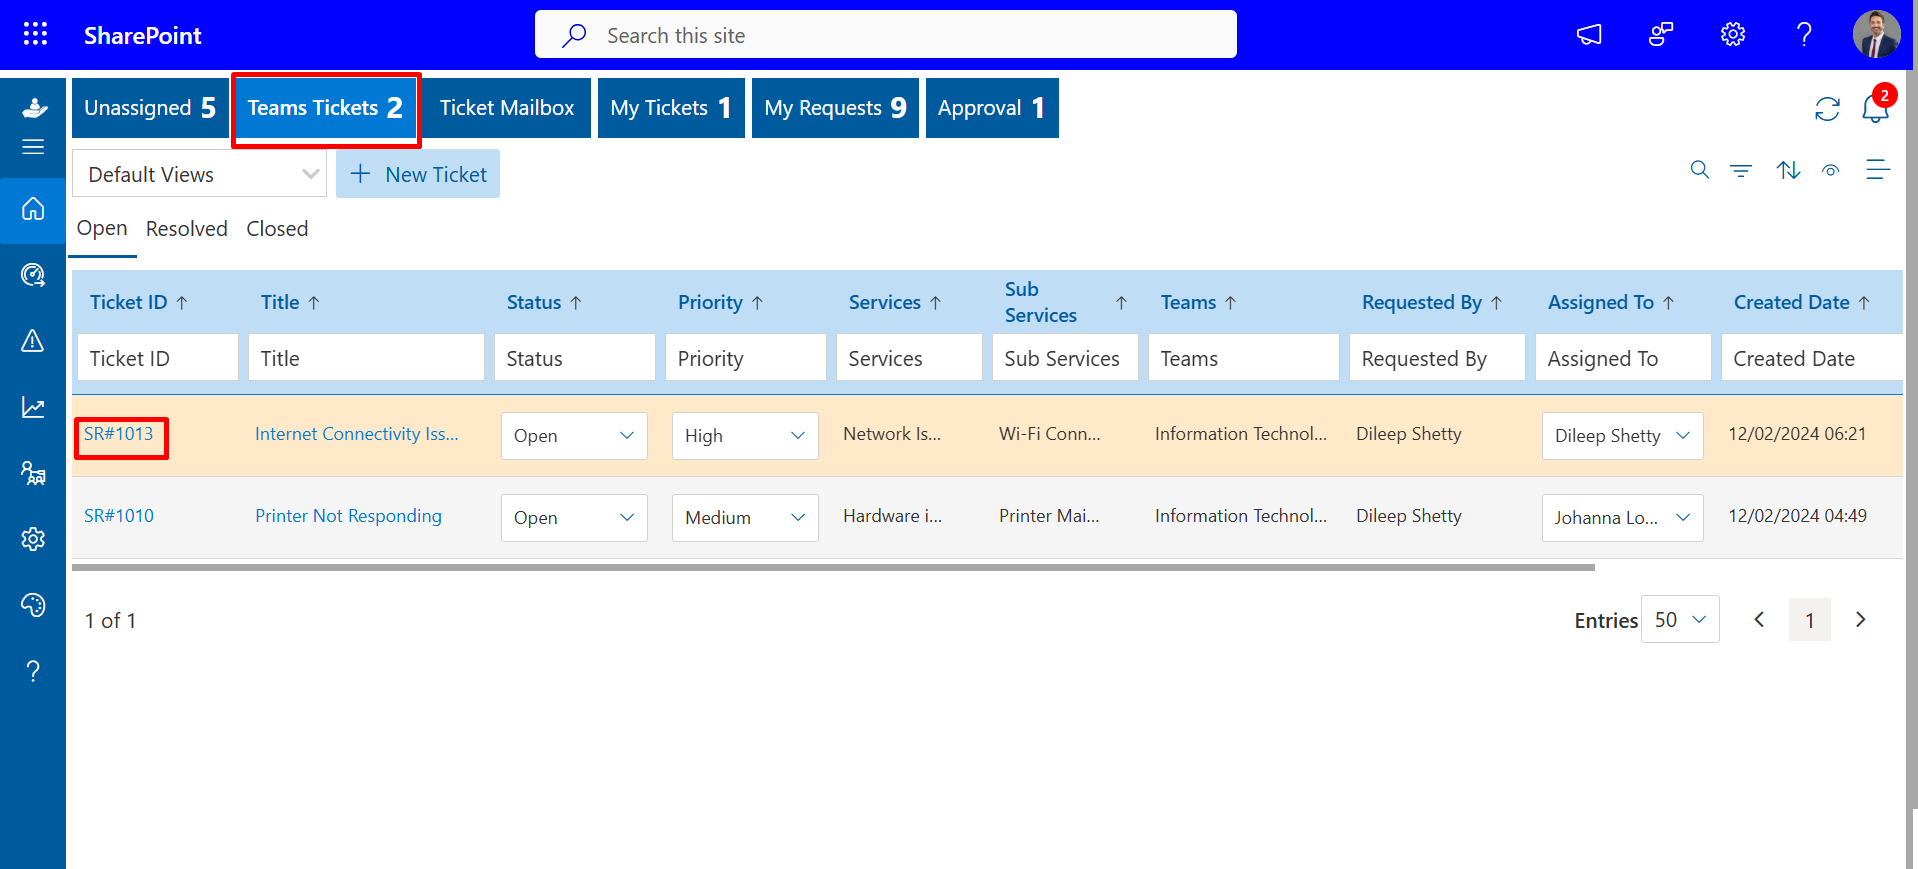 SharePoint
Search this site
Unassigned 5
Teams Tickets 2
Ticket Mailbox
My Tickets 1
My Requests 9
Approval 1
2
Default Views
New Ticket
Open
Resolved
Closed
Ticket ID
Title
Status
Priority
Services
Sub
Services
Teams
Requested By
Assigned To
Created Date
Ticket ID
Title
Status
Priority
Services
Sub Services
Teams
Requested By
Assigned To
Created Date
SR#1013
Internet Connectivity Iss...
Open
High
Network Is...
Wi-Fi Conn...
Information Technol...
Dileep Shetty
Dileep Shetty
12/02/2024 06:21
SR#1010
Printer Not Responding
Open
Medium
Hardware i...
Printer Mai...
Information Technol...
Dileep Shetty
Johanna Lo...
12/02/2024 04:49
1 of 1
Entries
50
1